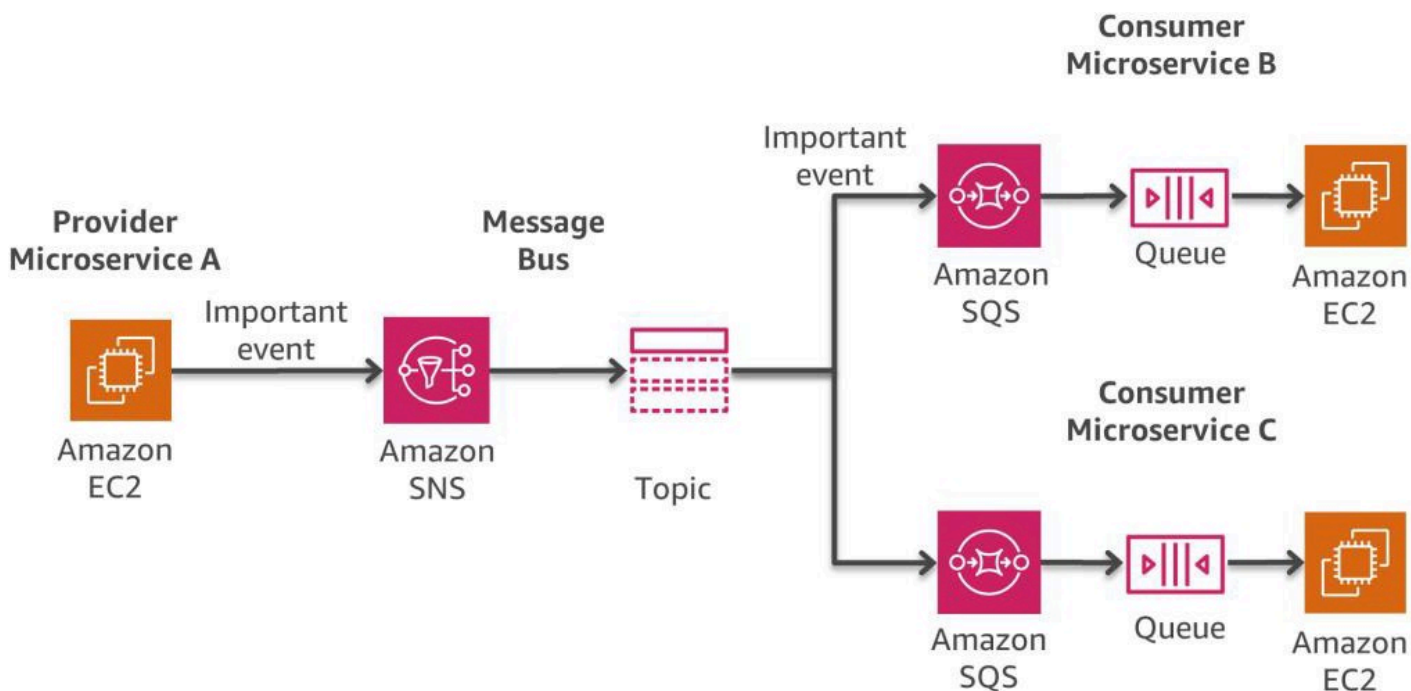 Provider
Microservice A
Important
event
Amazon
EC2
Message
Bus
Amazon
SNS
Topic
Consumer
Microservice B
Important
event
Amazon
SQS
Queue
Amazon
EC2
Consumer
Microservice C
Amazon
SQS
Queue
Amazon
EC2